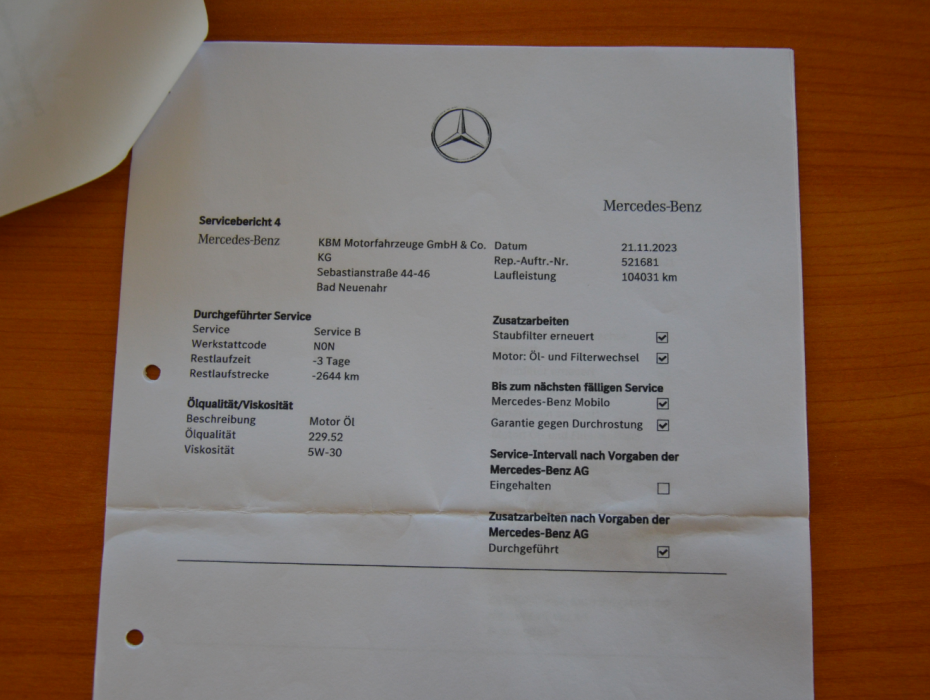 Mercedes-Benz
Servicebericht 4
Mercedes-Benz
KBM Motorfahrzeuge GmbH & Co.
KG
Sebastianstraße 44-46
Bad Neuenahr
Datum 21.11.2023
Rep.-Auftr.-Nr. 521681
Laufleistung 104031 km
Durchgeführter Service
Service Service B
Werkstattcode N0N
Restlaufzeit -3 Tage
Restlaufstrecke -2644 km
Ölqualität/Viskosität
Beschreibung Motor Öl
Ölqualität 229.52
Viskosität 5W-30
Zusatzarbeiten
Staubfilter erneuert
Motor: Öl- und Filterwechsel
Bis zum nächsten fälligen Service
Mercedes-Benz Mobilo
Garantie gegen Durchrostung
Service-Intervall nach Vorgaben der
Mercedes-Benz AG
Eingehalten
Zusatzarbeiten nach Vorgaben der
Mercedes-Benz AG
Durchgeführt